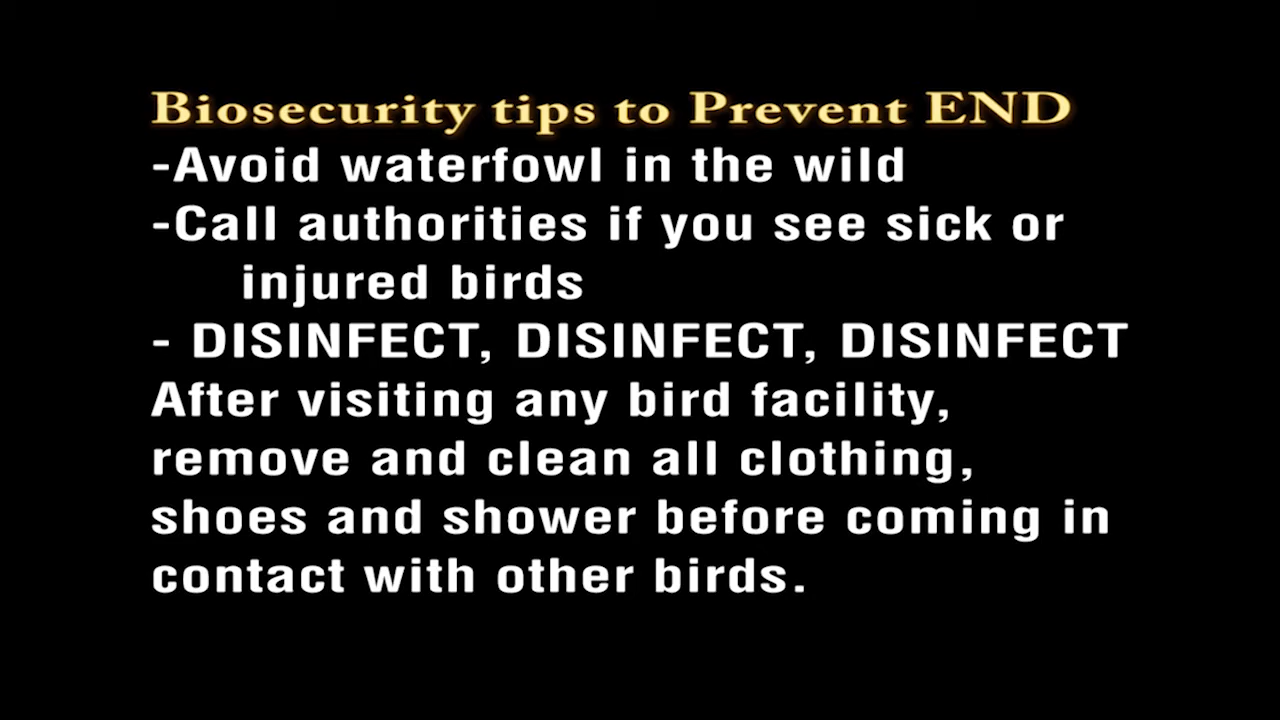 Biosecurity tips to Prevent END
-Avoid waterfowl in the wild
-Call authorities if you see sick or
injured birds
- DISINFECT, DISINFECT, DISINFECT
After visiting any bird facility,
remove and clean all clothing,
shoes and shower before coming in
contact with other birds.